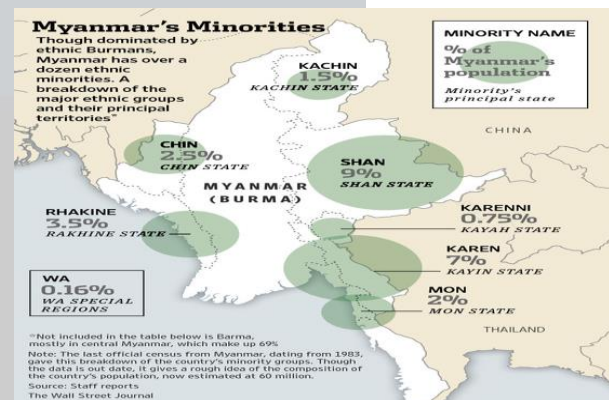 Myanmar's Minorities
Though dominated by
ethnic Burmans,
Myanmar has over a
dozen ethnic
minorities. A
breakdown of the
major ethnic groups
and their principal
territories*
MINORITY NAME
% of
Myanmar's
population
Minority's
principal state
KACHIN
1.5%
KACHIN STATE
CHINA
CHIN
2.5%
CHIN STATE
SHAN
9%
SHAN STATE
MYANMAR
(BURMA)
RHAKINE
3.5%
RAKHINE STATE
KARENNI
0.75%
KAYAH STATE
KAREN
7%
KAYIN STATE
WA
0.16%
WA SPECIAL
REGIONS
MON
2%
MON STATE
THAILAND
*Not included in the table below is Barma,
mostly in central Myanmar, which make up 69%
Note: The last official census from Myanmar, dating from 1983,
gave this breakdown of the country's minority groups. Though
the data is out date, it gives a rough idea of the composition of
the country's population, now estimated at 60 million.
Source: Staff reports
The Wall Street Journal